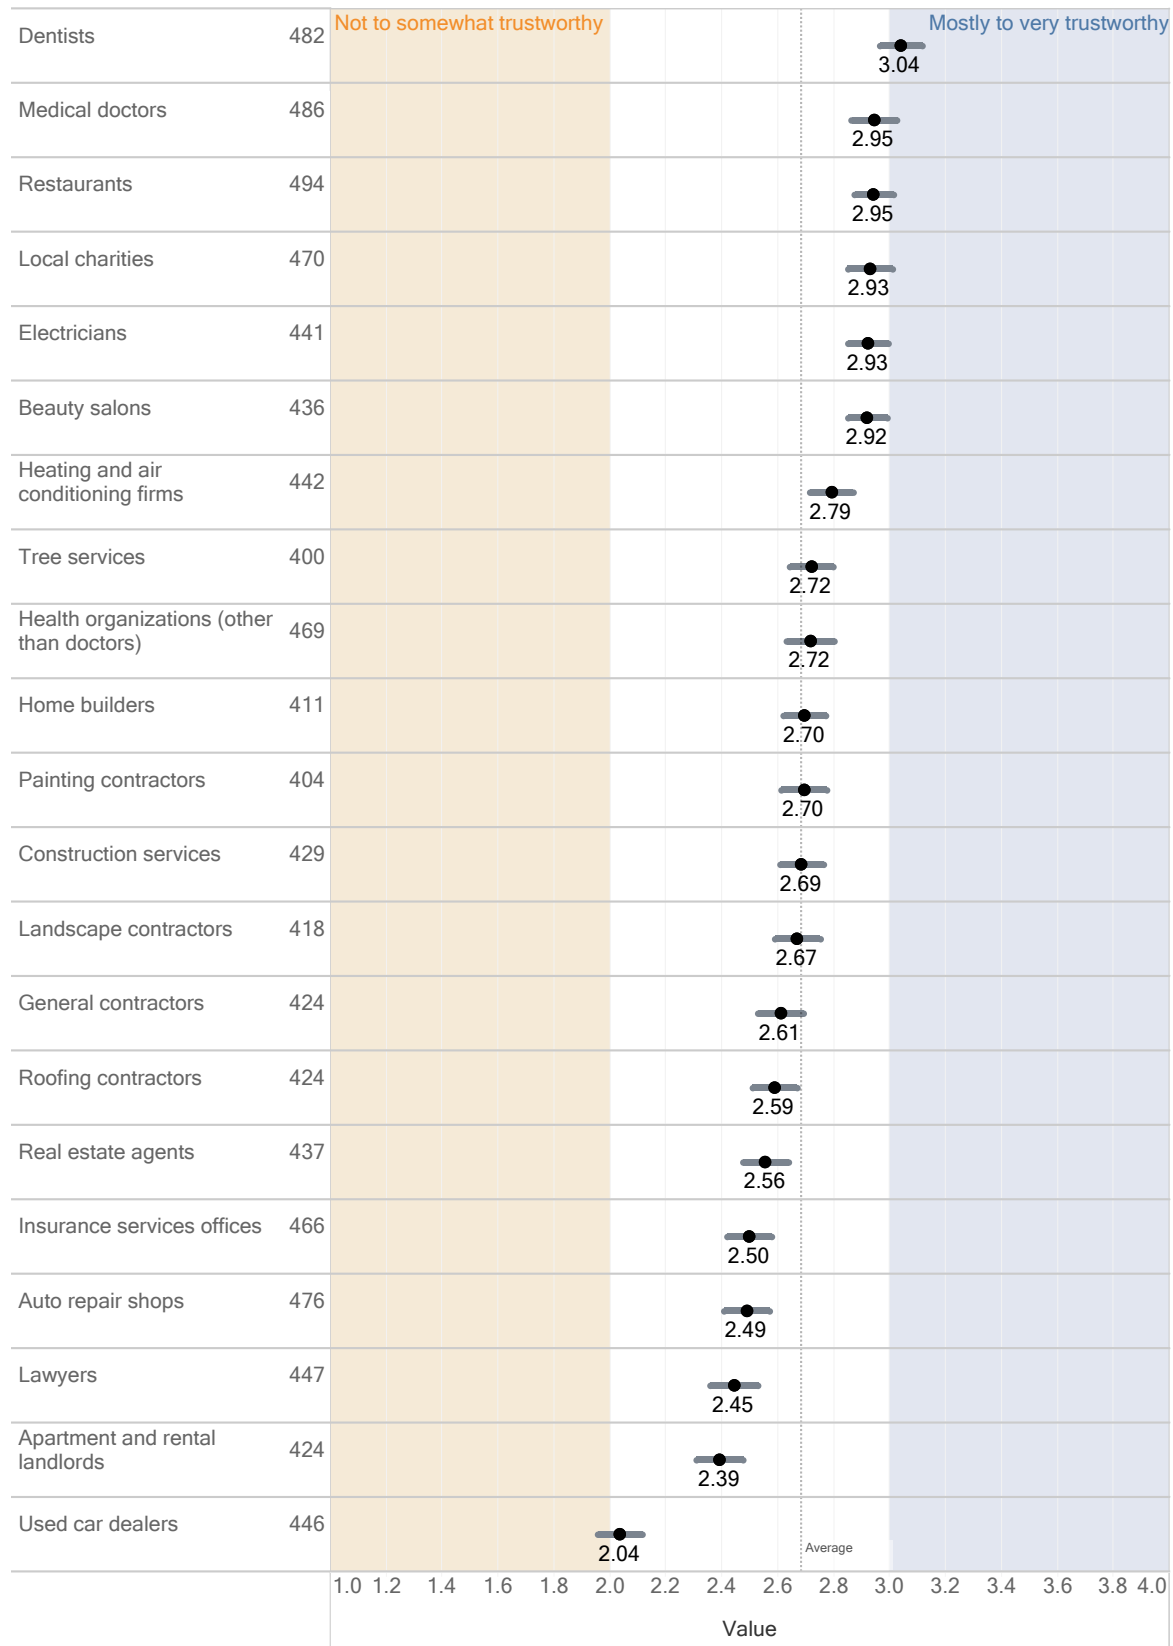 Not to somewhat trustworthy
Mostly to very trustworthy
Dentists 482
3.04
Medical doctors 486
2.95
Restaurants 494
2.95
Local charities 470
2.93
Electricians 441
2.93
Beauty salons 436
2.92
Heating and air
conditioning firms 442
2.79
Tree services 400
2.72
Health organizations (other
than doctors) 469
2.72
Home builders 411
2.70
Painting contractors 404
2.70
Construction services 429
2.69
Landscape contractors 418
2.67
General contractors 424
2.61
Roofing contractors 424
2.59
Real estate agents 437
2.56
Insurance services offices 466
2.50
Auto repair shops 476
2.49
Lawyers 447
2.45
Apartment and rental
landlords 424
2.39
Used car dealers 446
2.04
Average
1.0 1.2 1.4 1.6 1.8 2.0 2.2 2.4 2.6 2.8 3.0 3.2 3.4 3.6 3.8 4.0
Value